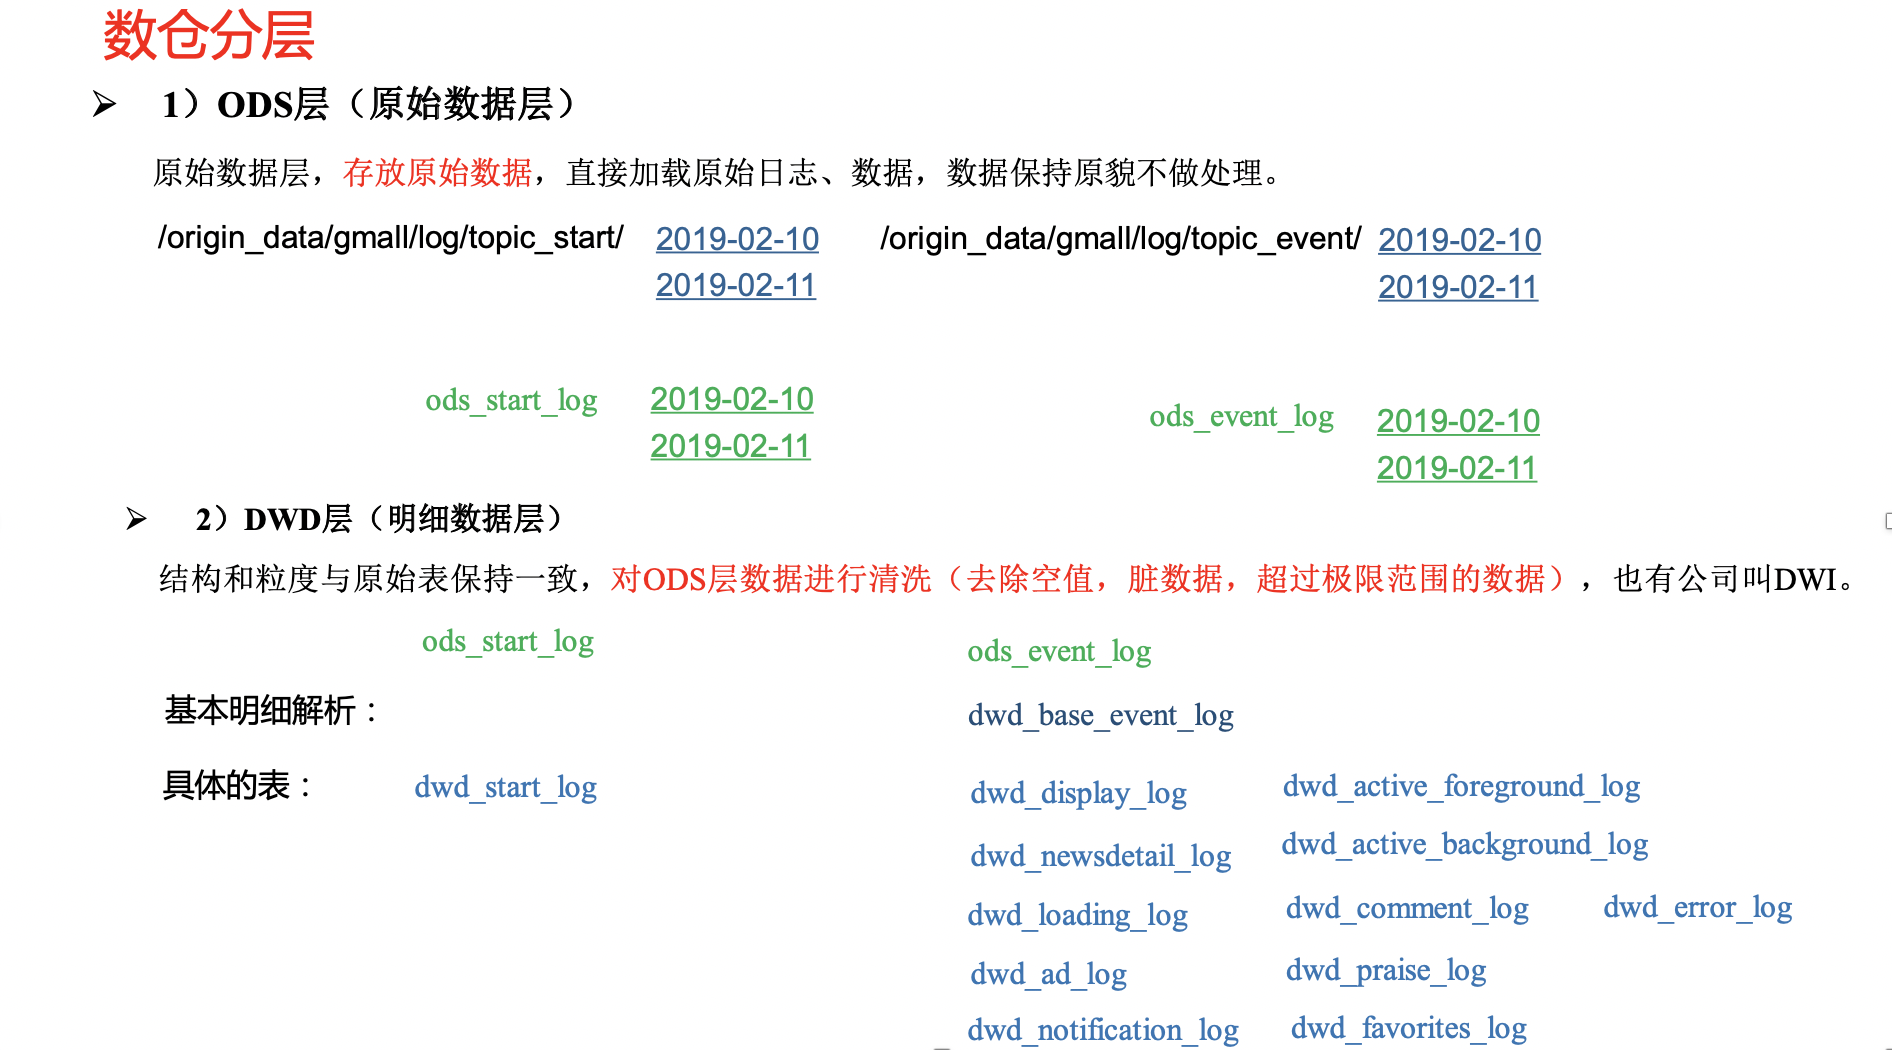 数仓分层
➢ 1）ODS层（原始数据层）
原始数据层，存放原始数据，直接加载原始日志、数据，数据保持原貌不做处理。
/origin_data/gmall/log/topic_start/ 2019-02-10 /origin_data/gmall/log/topic_event/ 2019-02-10
2019-02-11 2019-02-11
ods_start_log 2019-02-10 ods_event_log 2019-02-10
2019-02-11 2019-02-11
➢ 2）DWD层（明细数据层）
结构和粒度与原始表保持一致，对ODS层数据进行清洗（去除空值，脏数据，超过极限范围的数据），也有公司叫DWI。
ods_start_log ods_event_log
基本明细解析： dwd_base_event_log
具体的表： dwd_start_log dwd_display_log dwd_active_foreground_log
dwd_newsdetail_log dwd_active_background_log
dwd_loading_log dwd_comment_log dwd_error_log
dwd_ad_log dwd_praise_log
dwd_notification_log dwd_favorites_log